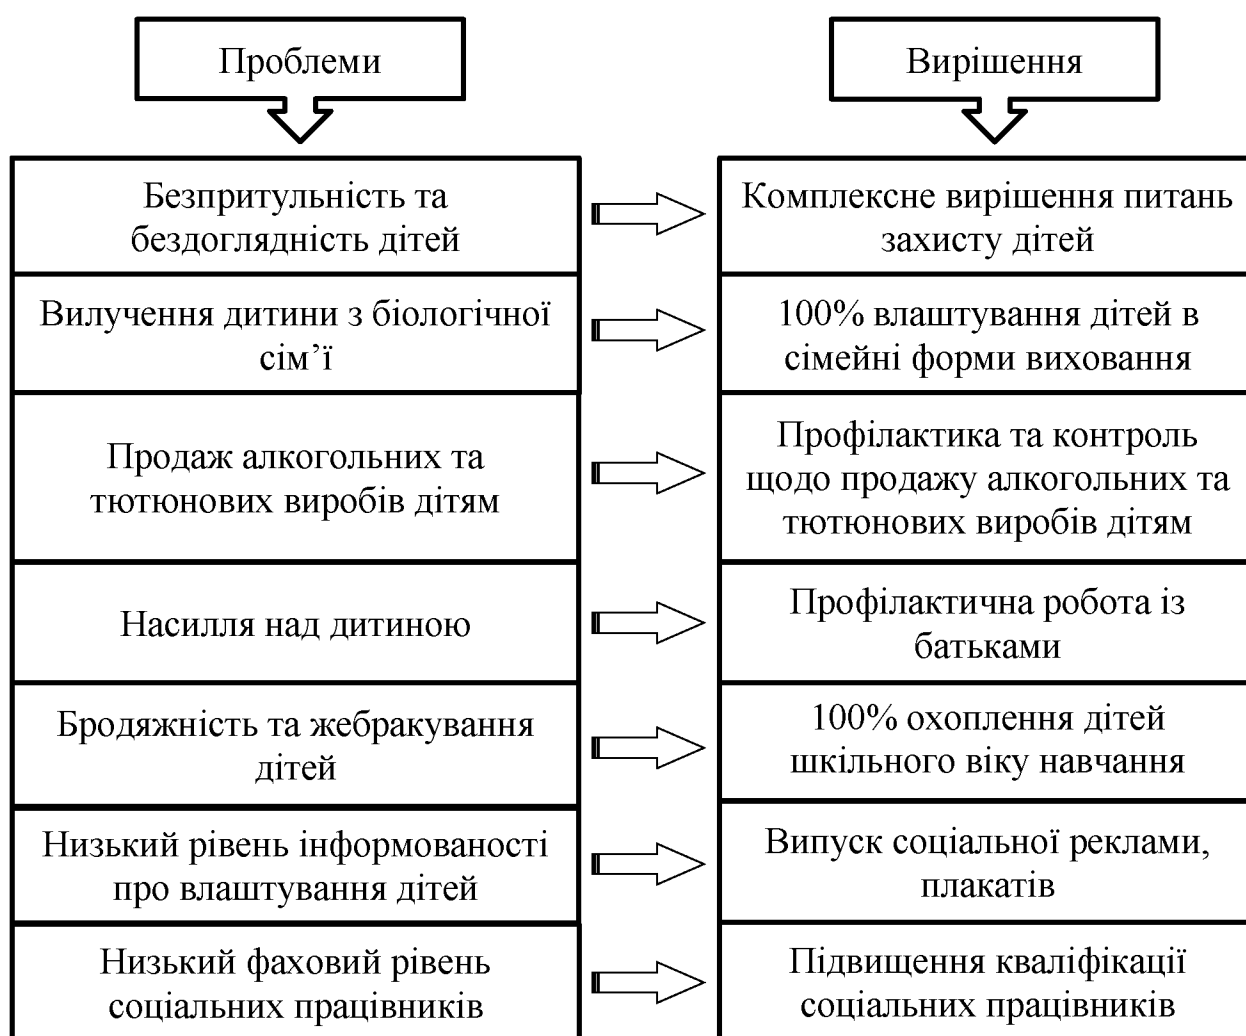 Проблеми
Вирішення
Безпритульність та
бездоглядність дітей
Комплексне вирішення питань
захисту дітей
Вилучення дитини з біологічної
сім’ї
100% влаштування дітей в
сімейні форми виховання
Продаж алкогольних та
тютюнових виробів дітям
Профілактика та контроль
щодо продажу алкогольних та
тютюнових виробів дітям
Насилля над дитиною
Профілактична робота із
батьками
Бродяжність та жебракування
дітей
100% охоплення дітей
шкільного віку навчання
Низький рівень інформованості
про влаштування дітей
Випуск соціальної реклами,
плакатів
Низький фаховий рівень
соціальних працівників
Підвищення кваліфікації
соціальних працівників